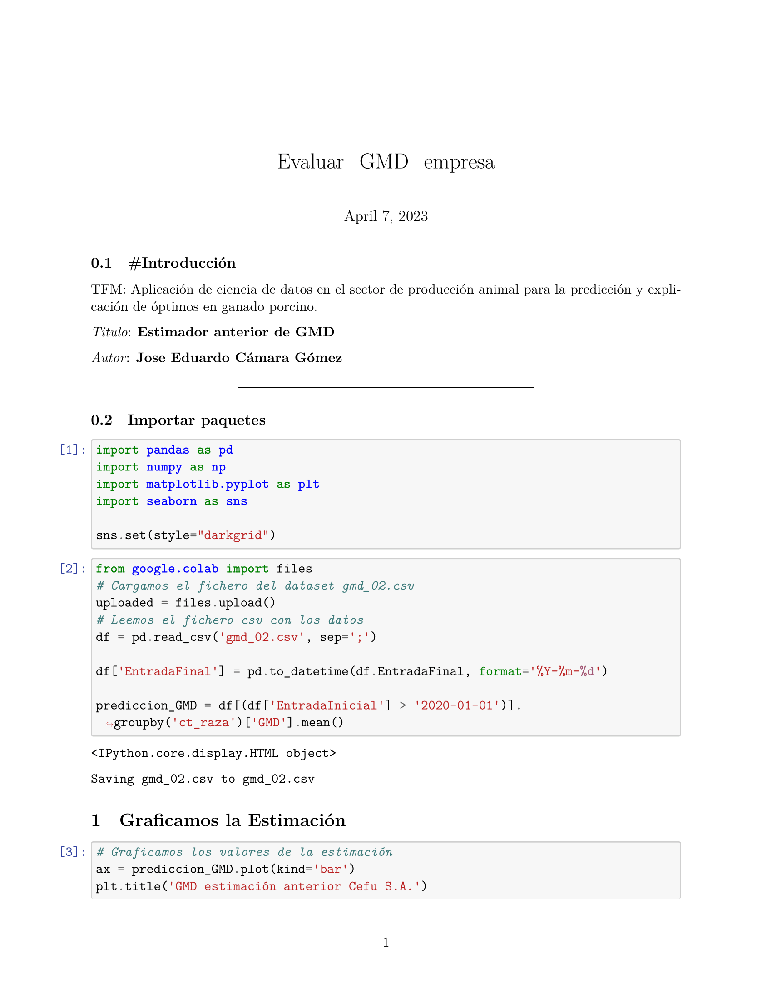 Evaluar_GMD_empresa
April 7, 2023
0.1 #Introducción
TFM: Aplicación de ciencia de datos en el sector de producción animal para la predicción y expli-
cación de óptimos en ganado porcino.
Titulo: Estimador anterior de GMD
Autor: Jose Eduardo Cámara Gómez
0.2 Importar paquetes
[1]: import pandas as pd
import numpy as np
import matplotlib.pyplot as plt
import seaborn as sns
sns.set(style="darkgrid")
[2]: from google.colab import files
# Cargamos el fichero del dataset gmd_02.csv
uploaded = files.upload()
# Leemos el fichero csv con los datos
df = pd.read_csv('gmd_02.csv', sep=';')
df['EntradaFinal'] = pd.to_datetime(df.EntradaFinal, format='%Y-%m-%d')
prediccion_GMD = df[(df['EntradaInicial'] > '2020-01-01')].
↪groupby('ct_raza')['GMD'].mean()
<IPython.core.display.HTML object>
Saving gmd_02.csv to gmd_02.csv
1 Graficamos la Estimación
[3]: # Graficamos los valores de la estimación
ax = prediccion_GMD.plot(kind='bar')
plt.title('GMD estimación anterior Cefu S.A.')
1